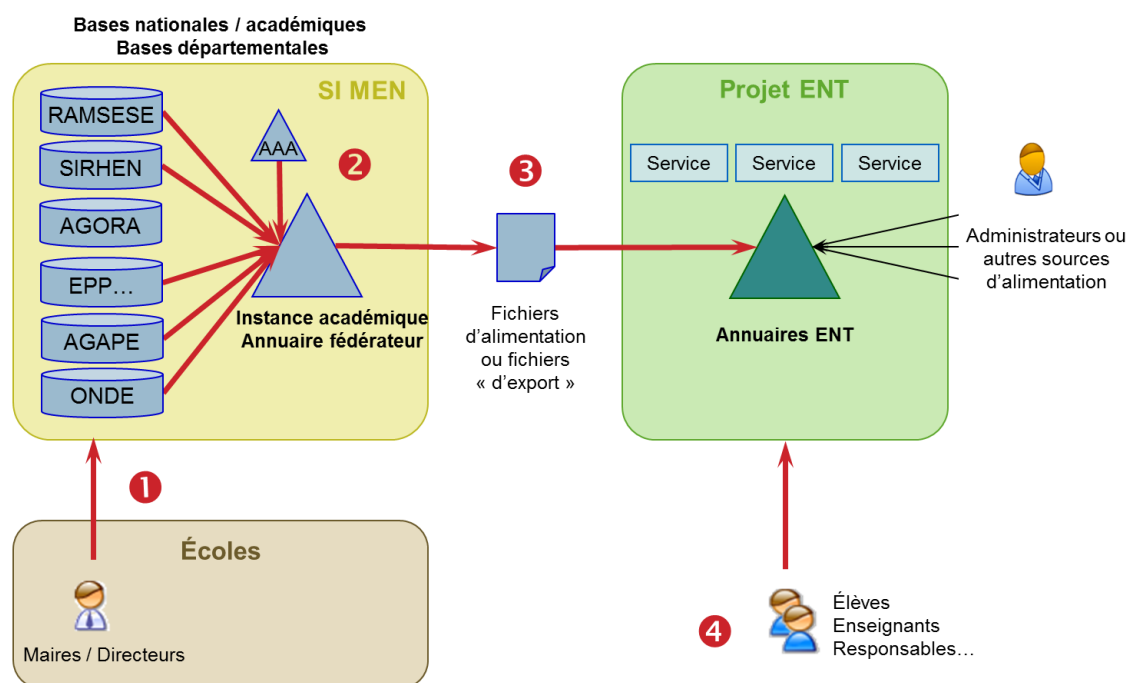 Bases nationales / académiques
Bases départementales
SI MEN
RAMSESE
SIRHEN
AGORA
EPP…
AGAPE
ONDE
AAA
2
Instance académique
Annuaire fédérateur
3
Fichiers
d’alimentation
ou fichiers
« d’export »
Projet ENT
Service
Service
Service
Annuaires ENT
Administrateurs ou
autres sources
d’alimentation
1
Écoles
Maires / Directeurs
4
Élèves
Enseignants
Responsables…